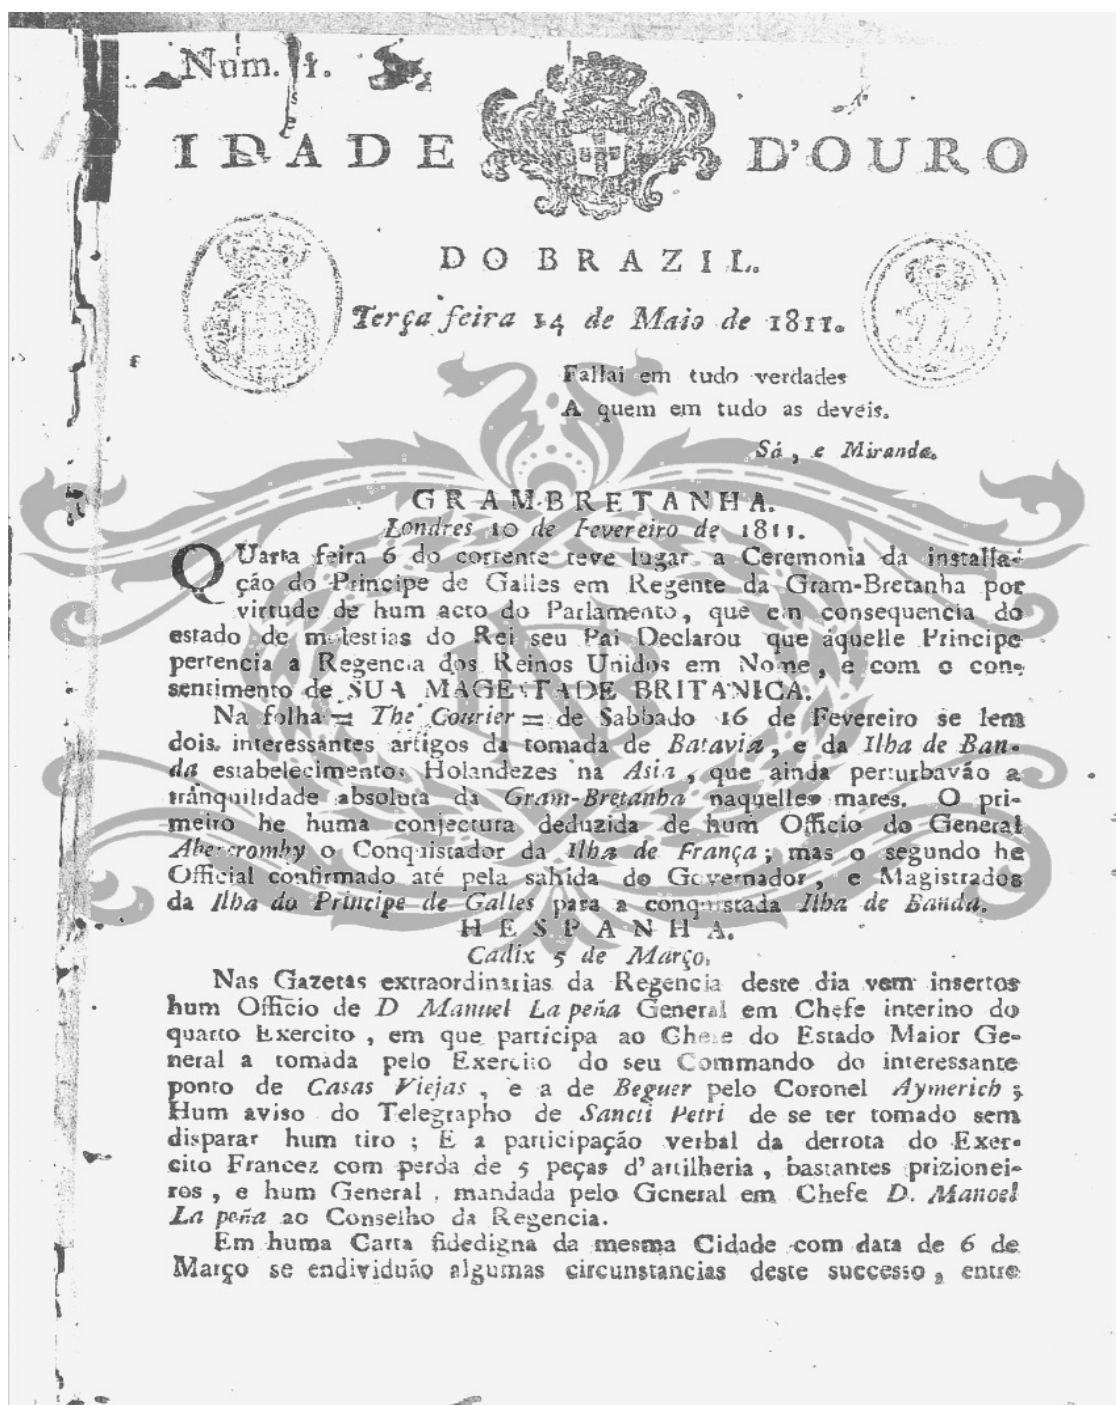 Num. 1.
IDADE D'OURO
DO BRAZIL.
Terça feira 14 de Maio de 1811.
Fallai em tudo verdades
A quem em tudo as deveis.
Sá, e Miranda.
GRAM-BRETANHA.
Londres 10 de Fevereiro de 1811.
QUarta feira 6 do corrente teve lugar a Ceremonia da installa-
ção do Principe de Galles em Regente da Gram-Bretanha por
virtude de hum acto do Parlamento, que em consequencia do
estado de molestias do Rei seu Pai Declarou que áquelle Principe
pertencia a Regencia dos Reinos Unidos em Nome, e com o con-
sentimento de SUA MAGESTADE BRITANICA.
Na folha = The Courier = de Sabbado 16 de Fevereiro se lem
dois interessantes artigos da tomada de Batavia, e da Ilha de Ban-
da estabelecimentos Holandezes na Asia, que ainda perturbavão a
tranquilidade absoluta da Gram-Bretanha naquelles mares. O pri-
meiro he huma conjectura deduzida de hum Officio do General
Abercromby o Conquistador da Ilha de França; mas o segundo he
Official confirmado até pela sahida do Governador, e Magistrados
da Ilha do Principe de Galles para a conquistada Ilha de Banda.
HESPANHA.
Cadix 5 de Março.
Nas Gazetas extraordinarias da Regencia deste dia vem insertos
hum Officio de D Manuel La peña General em Chefe interino do
quarto Exercito, em que participa ao Chefe do Estado Maior Ge-
neral a tomada pelo Exercito do seu Commando do interessante
ponto de Casas Viejas, e a de Beguer pelo Coronel Aymerich;
Hum aviso do Telegrapho de Sancti Petri de se ter tomado sem
disparar hum tiro; E a participação verbal da derrota do Exer-
cito Francez com perda de 5 peças d'artilheria, bastantes prizionei-
ros, e hum General, mandada pelo General em Chefe D. Manoel
La peña ao Conselho da Regencia.
Em huma Carta fidedigna da mesma Cidade com data de 6 de
Março se endividuão algumas circunstancias deste successo, entre